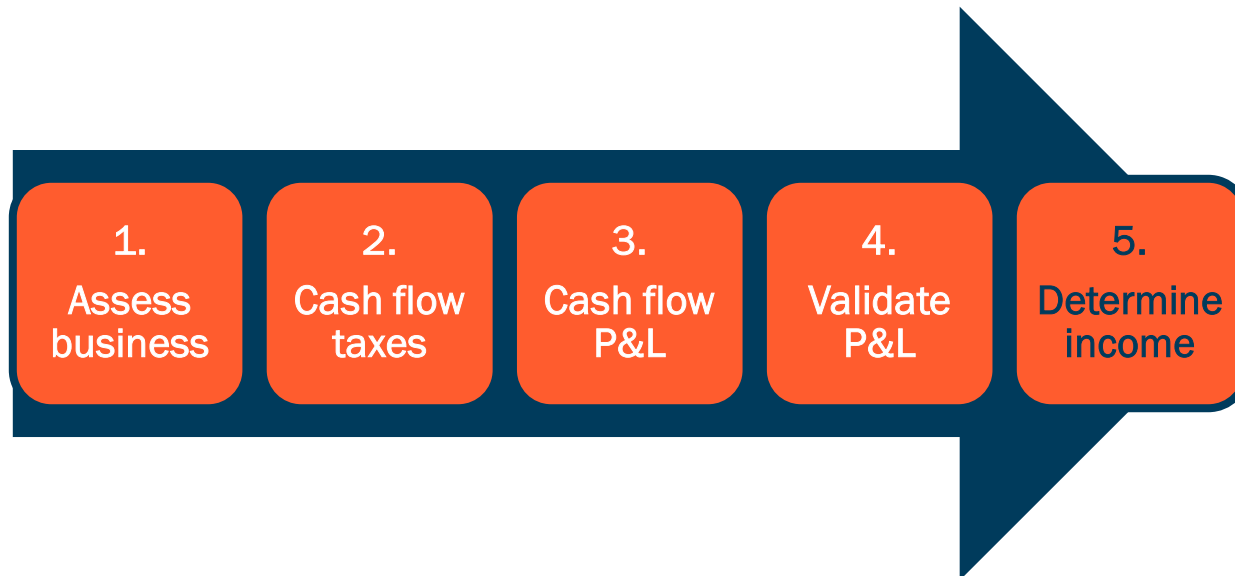 1.
Assess
business
2.
Cash flow
taxes
3.
Cash flow
P&L
4.
Validate
P&L
5.
Determine
income